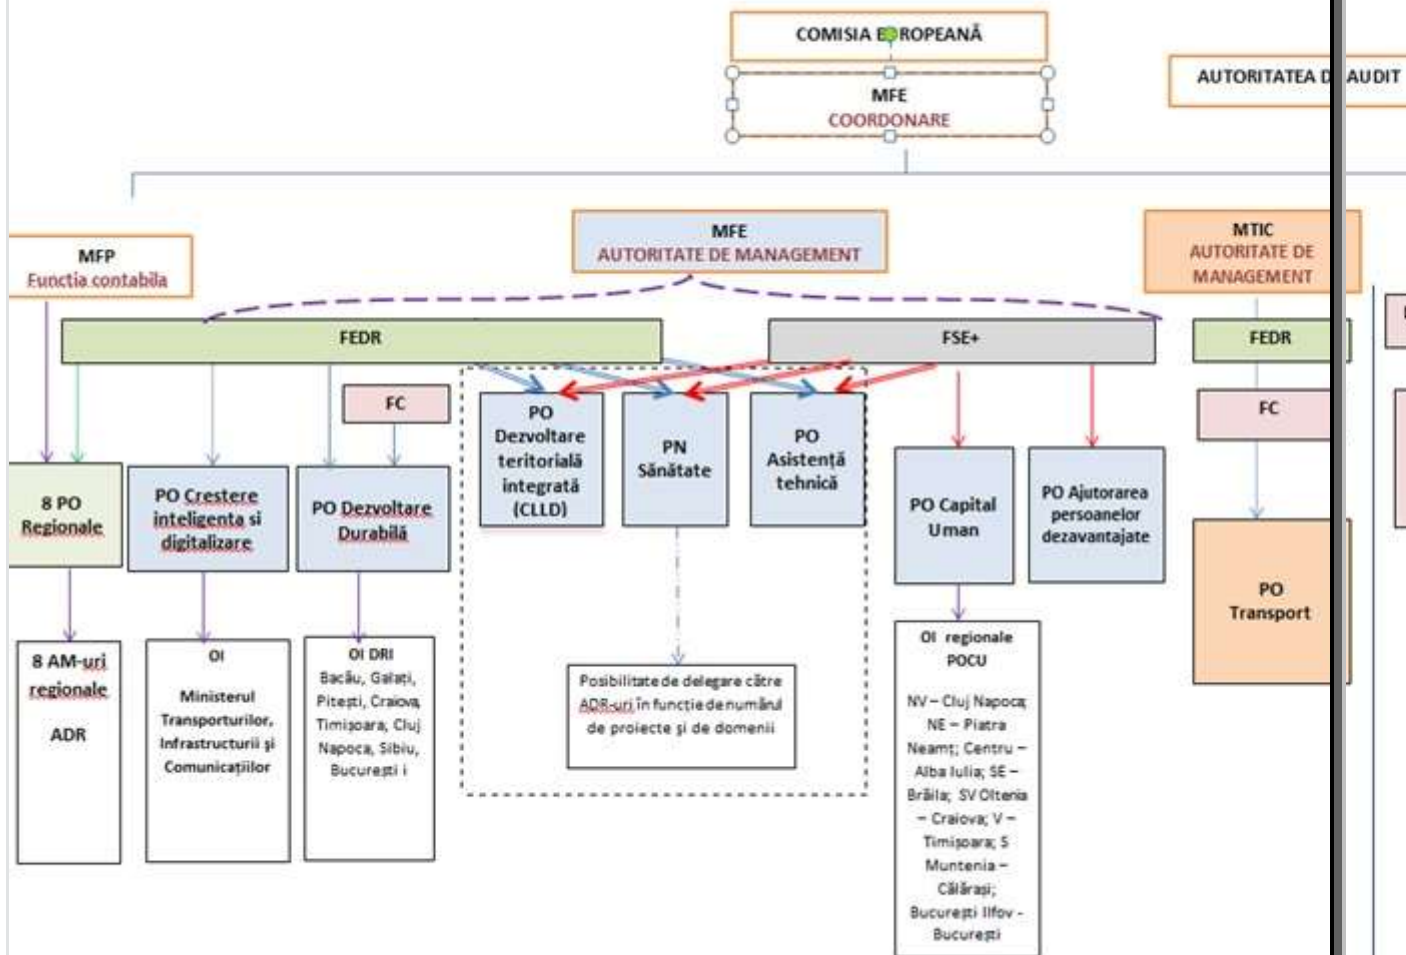 COMISIA EUROPEANĂ
MFE
COORDONARE
AUTORITATEA DE AUDIT
MFP
Functia contabila
MFE
AUTORITATE DE MANAGEMENT
MTIC
AUTORITATE DE
MANAGEMENT
FEDR
FSE+
FEDR
FC
FC
8 PO
Regionale
PO Crestere
inteligenta si
digitalizare
PO Dezvoltare
Durabilă
PO
Dezvoltare
teritorială
integrată
(CLLD)
PN
Sănătate
PO
Asistență
tehnică
PO Capital
Uman
PO Ajutorarea
persoanelor
dezavantajate
PO
Transport
8 AM-uri
regionale
ADR
OI
Ministerul
Transporturilor,
Infrastructurii și
Comunicațiilor
OI DRI
Bacău, Galați,
Pitești, Craiova,
Timișoara, Cluj
Napoca, Sibiu,
București i
Posibilitate de delegare către
ADR-uri în funcție de numărul
de proiecte și de domenii
OI regionale
POCU
NV – Cluj Napoca;
NE – Piatra
Neamț; Centru –
Alba Iulia; SE –
Brăila; SV Oltenia
– Craiova; V –
Timișoara; S
Muntenia –
Călărași;
București Ilfov -
București